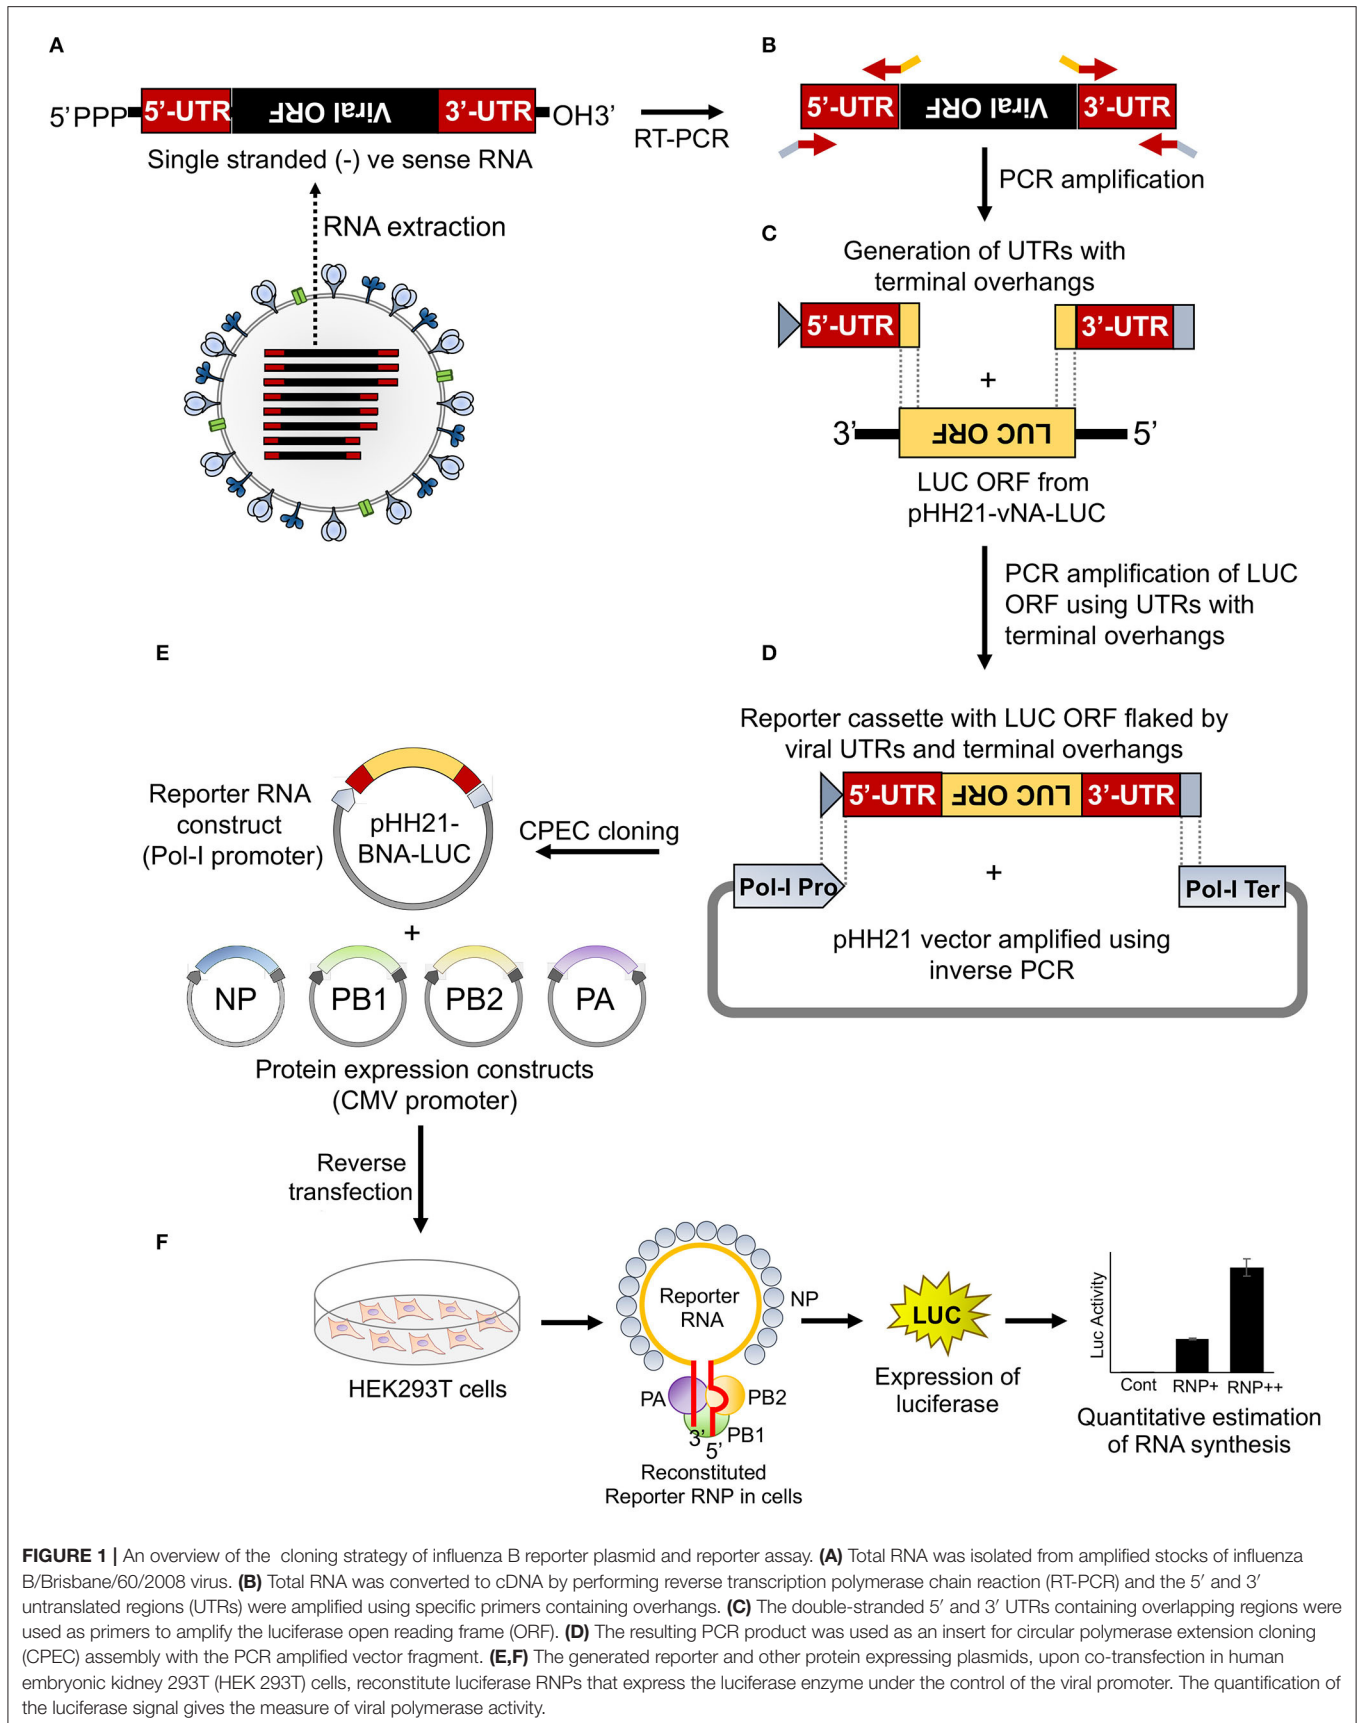 A
5'PPP 5'-UTR Viral ORF 3'-UTR OH3'
Single stranded (-) ve sense RNA
RNA extraction
RT-PCR
B
5'-UTR Viral ORF 3'-UTR
PCR amplification
C
Generation of UTRs with
terminal overhangs
5'-UTR 3'-UTR
+
3' LUC ORF 5'
LUC ORF from
pHH21-vNA-LUC
PCR amplification of LUC
ORF using UTRs with
terminal overhangs
D
Reporter cassette with LUC ORF flaked by
viral UTRs and terminal overhangs
5'-UTR LUC ORF 3'-UTR
+
Pol-I Pro Pol-I Ter
pHH21 vector amplified using
inverse PCR
CPEC cloning
E
Reporter RNA
construct
(Pol-I promoter)
pHH21-
BNA-LUC
+
NP PB1 PB2 PA
Protein expression constructs
(CMV promoter)
Reverse
transfection
F
HEK293T cells
Reporter
RNA
NP
PA PB2
3' PB1
5'
Reconstituted
Reporter RNP in cells
LUC
Expression of
luciferase
Luc Activity
Cont RNP+ RNP++
Quantitative estimation
of RNA synthesis
FIGURE 1 | An overview of the cloning strategy of influenza B reporter plasmid and reporter assay. (A) Total RNA was isolated from amplified stocks of influenza
B/Brisbane/60/2008 virus. (B) Total RNA was converted to cDNA by performing reverse transcription polymerase chain reaction (RT-PCR) and the 5′ and 3′
untranslated regions (UTRs) were amplified using specific primers containing overhangs. (C) The double-stranded 5′ and 3′ UTRs containing overlapping regions were
used as primers to amplify the luciferase open reading frame (ORF). (D) The resulting PCR product was used as an insert for circular polymerase extension cloning
(CPEC) assembly with the PCR amplified vector fragment. (E,F) The generated reporter and other protein expressing plasmids, upon co-transfection in human
embryonic kidney 293T (HEK 293T) cells, reconstitute luciferase RNPs that express the luciferase enzyme under the control of the viral promoter. The quantification of
the luciferase signal gives the measure of viral polymerase activity.